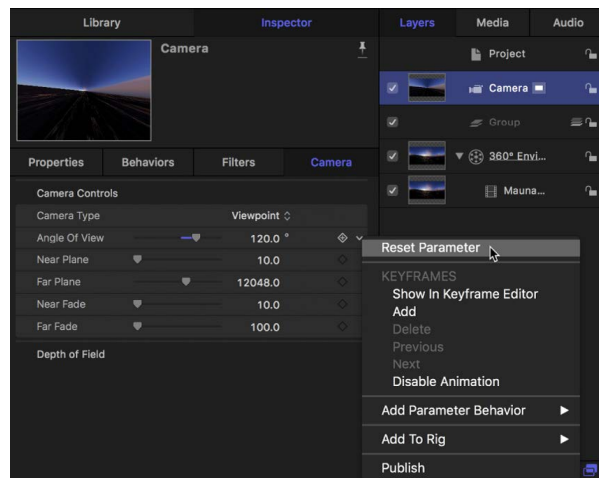 Library
Inspector
Layers
Media
Audio
Camera
Project
Camera
Group
360° Envi...
Mauna...
Properties
Behaviors
Filters
Camera
Camera Controls
Camera Type
Viewpoint
Angle Of View
120.0 °
Near Plane
10.0
Far Plane
12048.0
Near Fade
10.0
Far Fade
100.0
Depth of Field
Reset Parameter
KEYFRAMES
Show In Keyframe Editor
Add
Delete
Previous
Next
Disable Animation
Add Parameter Behavior
Add To Rig
Publish